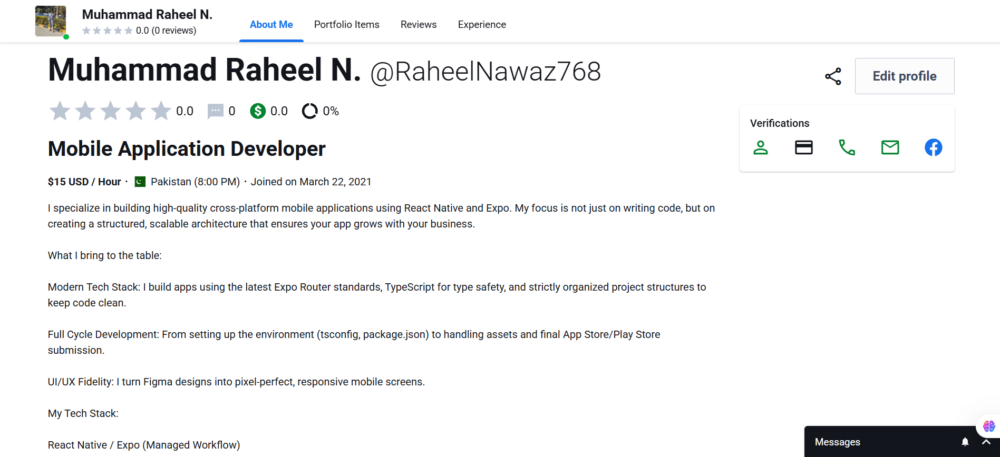 Muhammad Raheel N.
0.0 (0 reviews)
About Me
Portfolio Items
Reviews
Experience
Muhammad Raheel N. @RaheelNawaz768
0.0 0 0.0 0%
Edit profile
Verifications
Mobile Application Developer
$15 USD / Hour · Pakistan (8:00 PM) · Joined on March 22, 2021
I specialize in building high-quality cross-platform mobile applications using React Native and Expo. My focus is not just on writing code, but on
creating a structured, scalable architecture that ensures your app grows with your business.
What I bring to the table:
Modern Tech Stack: I build apps using the latest Expo Router standards, TypeScript for type safety, and strictly organized project structures to
keep code clean.
Full Cycle Development: From setting up the environment (tsconfig, package.json) to handling assets and final App Store/Play Store
submission.
UI/UX Fidelity: I turn Figma designs into pixel-perfect, responsive mobile screens.
My Tech Stack:
React Native / Expo (Managed Workflow)
Messages